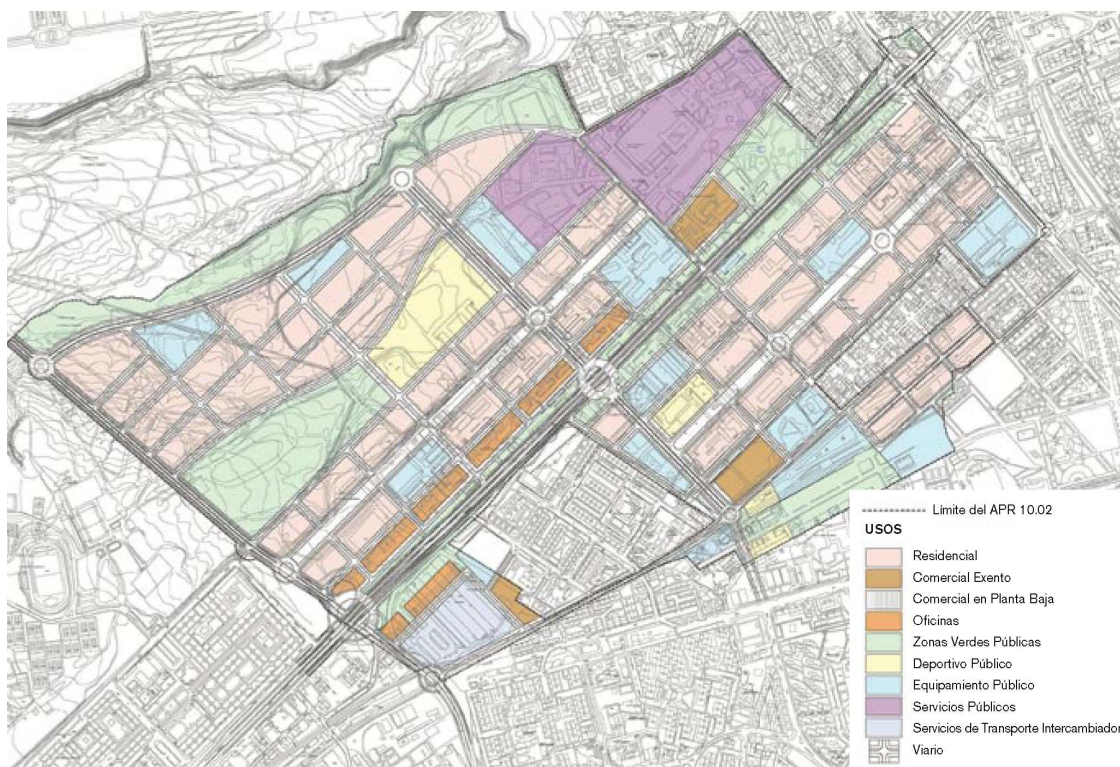 Límite del APR 10.02
USOS
Residencial
Comercial Exento
Comercial en Planta Baja
Oficinas
Zonas Verdes Públicas
Deportivo Público
Equipamiento Público
Servicios Públicos
Servicios de Transporte Intercambiador
Viario